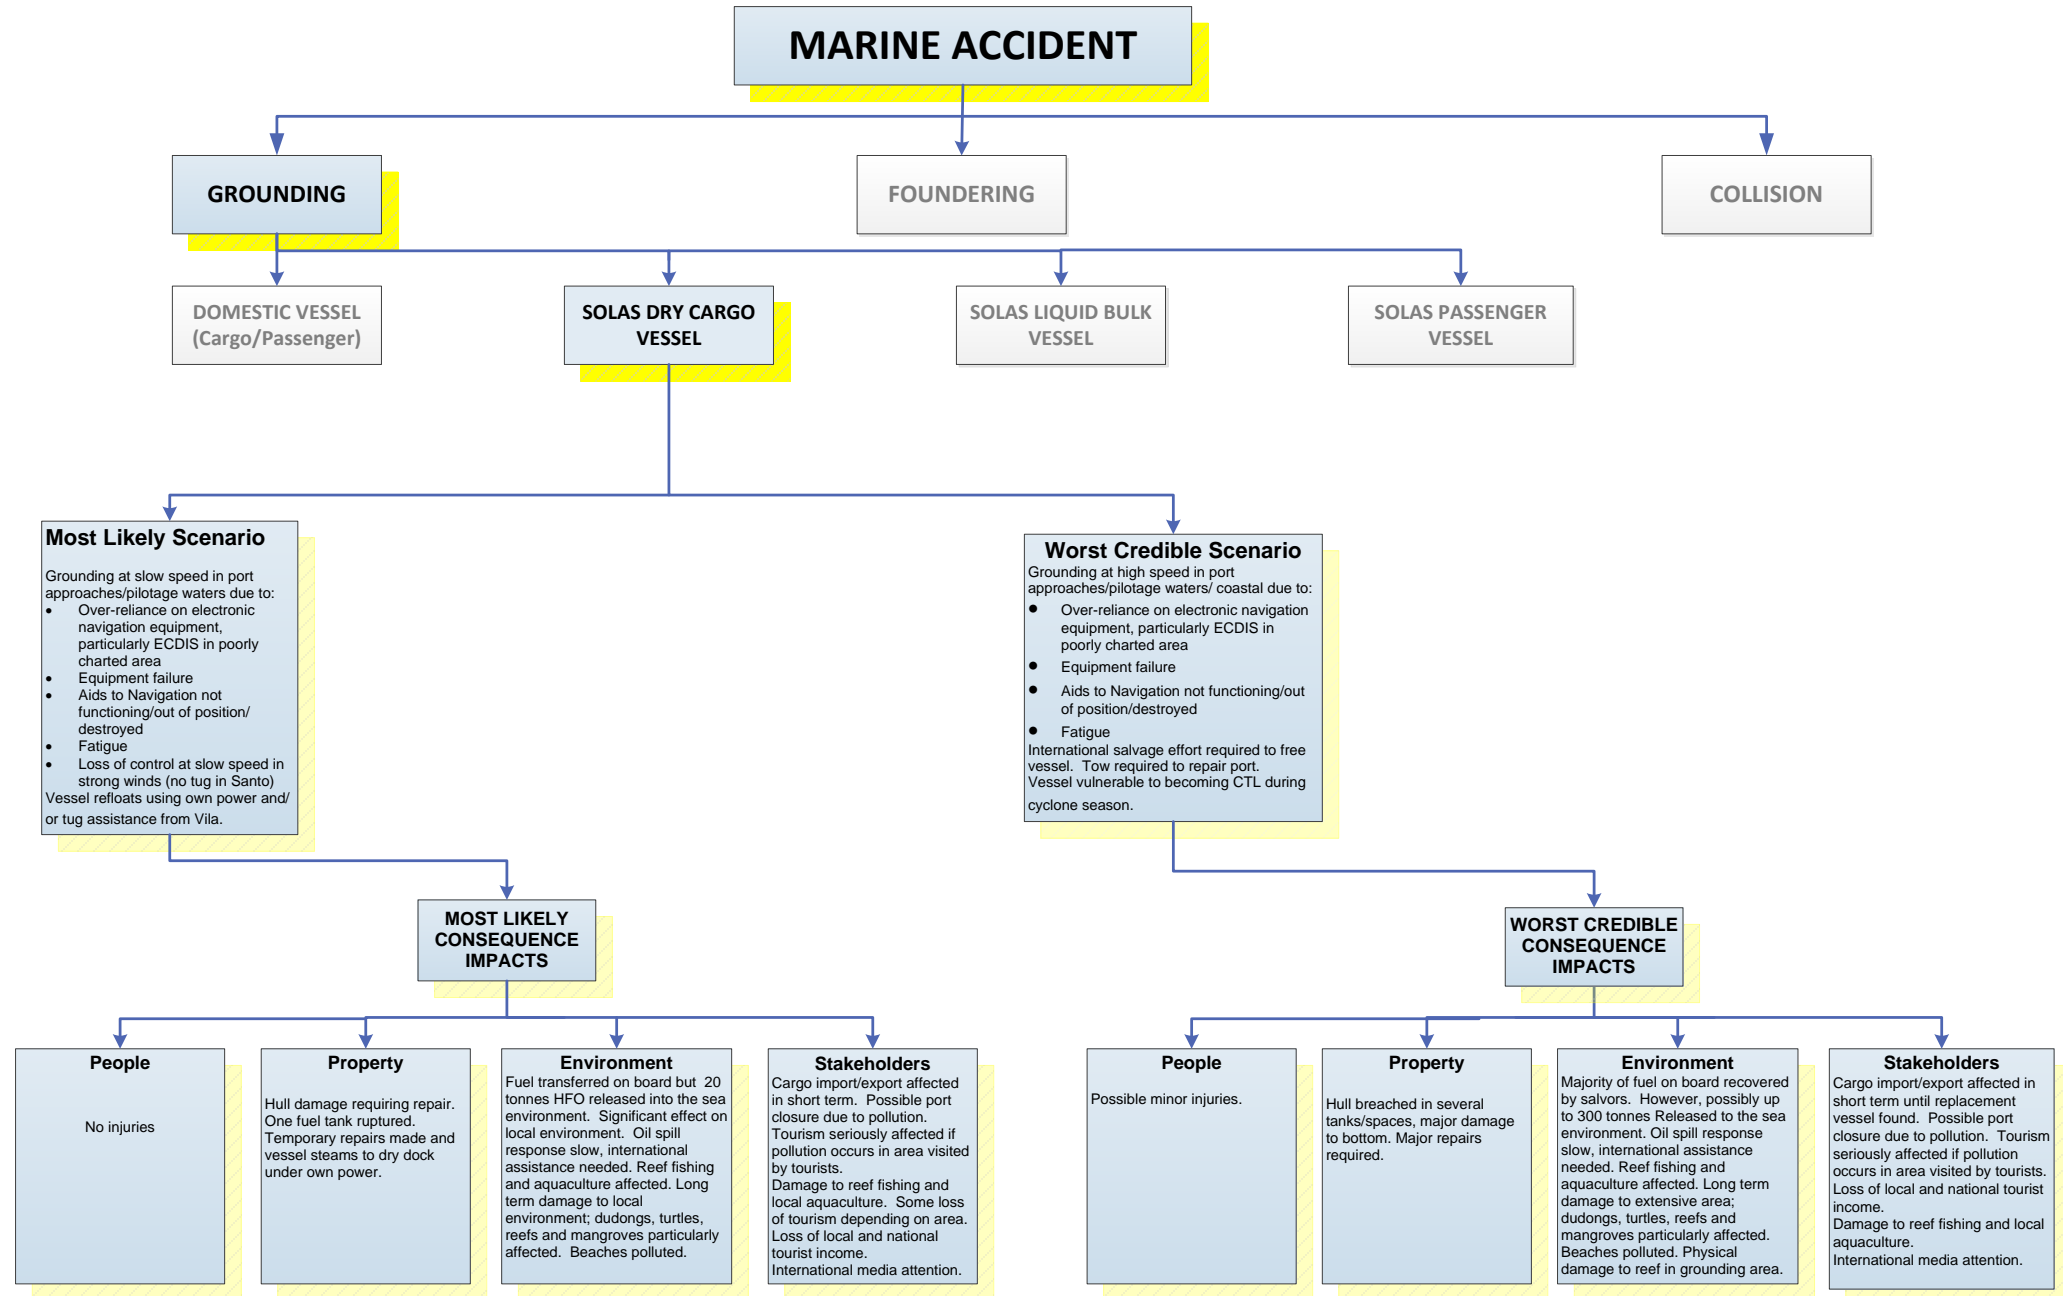 MARINE ACCIDENT
GROUNDING
FOUNDERING
COLLISION
DOMESTIC VESSEL
(Cargo/Passenger)
SOLAS DRY CARGO
VESSEL
SOLAS LIQUID BULK
VESSEL
SOLAS PASSENGER
VESSEL
Most Likely Scenario
Grounding at slow speed in port
approaches/pilotage waters due to:
• Over-reliance on electronic
navigation equipment,
particularly ECDIS in poorly
charted area
• Equipment failure
• Aids to Navigation not
functioning/out of position/
destroyed
• Fatigue
• Loss of control at slow speed in
strong winds (no tug in Santo)
Vessel refloats using own power and/
or tug assistance from Vila.
Worst Credible Scenario
Grounding at high speed in port
approaches/pilotage waters/ coastal due to:
• Over-reliance on electronic navigation
equipment, particularly ECDIS in
poorly charted area
• Equipment failure
• Aids to Navigation not functioning/out
of position/destroyed
• Fatigue
International salvage effort required to free
vessel. Tow required to repair port.
Vessel vulnerable to becoming CTL during
cyclone season.
MOST LIKELY
CONSEQUENCE
IMPACTS
WORST CREDIBLE
CONSEQUENCE
IMPACTS
People
No injuries
Property
Hull damage requiring repair.
One fuel tank ruptured.
Temporary repairs made and
vessel steams to dry dock
under own power.
Environment
Fuel transferred on board but 20
tonnes HFO released into the sea
environment. Significant effect on
local environment. Oil spill
response slow, international
assistance needed. Reef fishing
and aquaculture affected. Long
term damage to local
environment; dudongs, turtles,
reefs and mangroves particularly
affected. Beaches polluted.
Stakeholders
Cargo import/export affected
in short term. Possible port
closure due to pollution.
Tourism seriously affected if
pollution occurs in area visited
by tourists.
Damage to reef fishing and
local aquaculture. Some loss
of tourism depending on area.
Loss of local and national
tourist income.
International media attention.
People
Possible minor injuries.
Property
Hull breached in several
tanks/spaces, major damage
to bottom. Major repairs
required.
Environment
Majority of fuel on board recovered
by salvors. However, possibly up
to 300 tonnes Released to the sea
environment. Oil spill response
slow, international assistance
needed. Reef fishing and
aquaculture affected. Long term
damage to extensive area;
dudongs, turtles, reefs and
mangroves particularly affected.
Beaches polluted. Physical
damage to reef in grounding area.
Stakeholders
Cargo import/export affected in
short term until replacement
vessel found. Possible port
closure due to pollution. Tourism
seriously affected if pollution
occurs in area visited by tourists.
Loss of local and national tourist
income.
Damage to reef fishing and local
aquaculture.
International media attention.